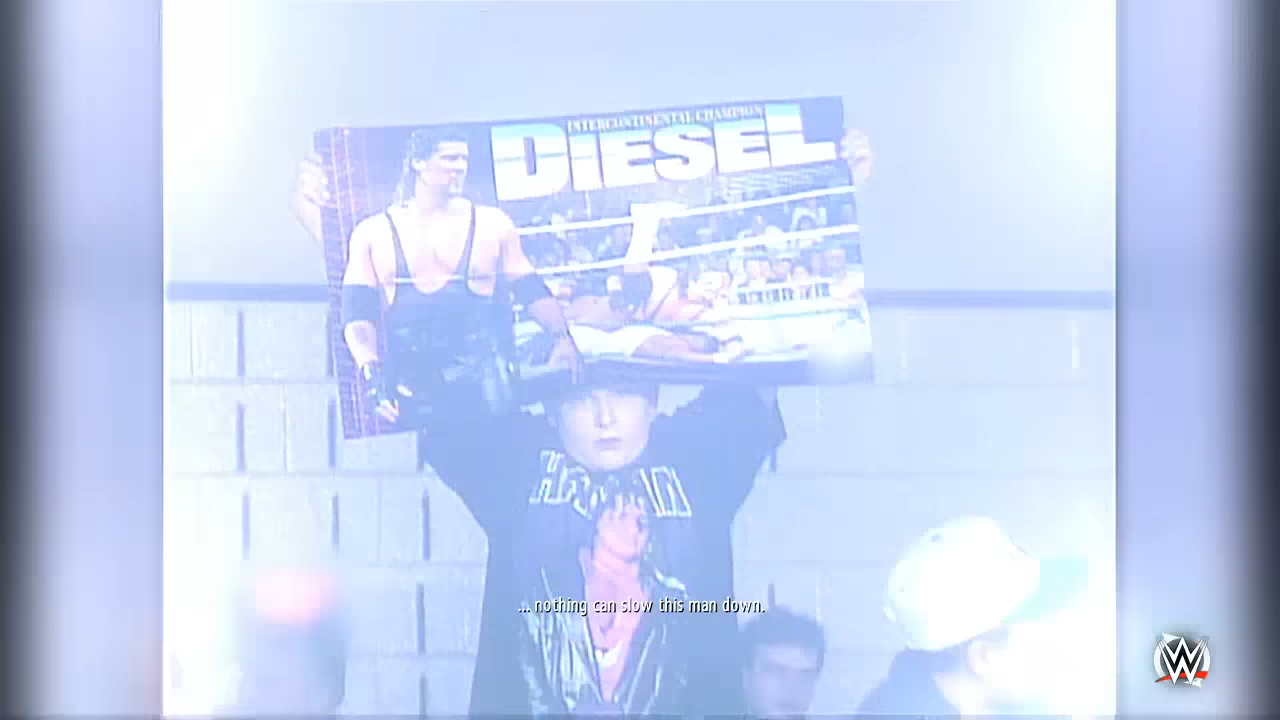 INTERCONTINENTAL CHAMPION
DIESEL
... nothing can slow this man down.
W